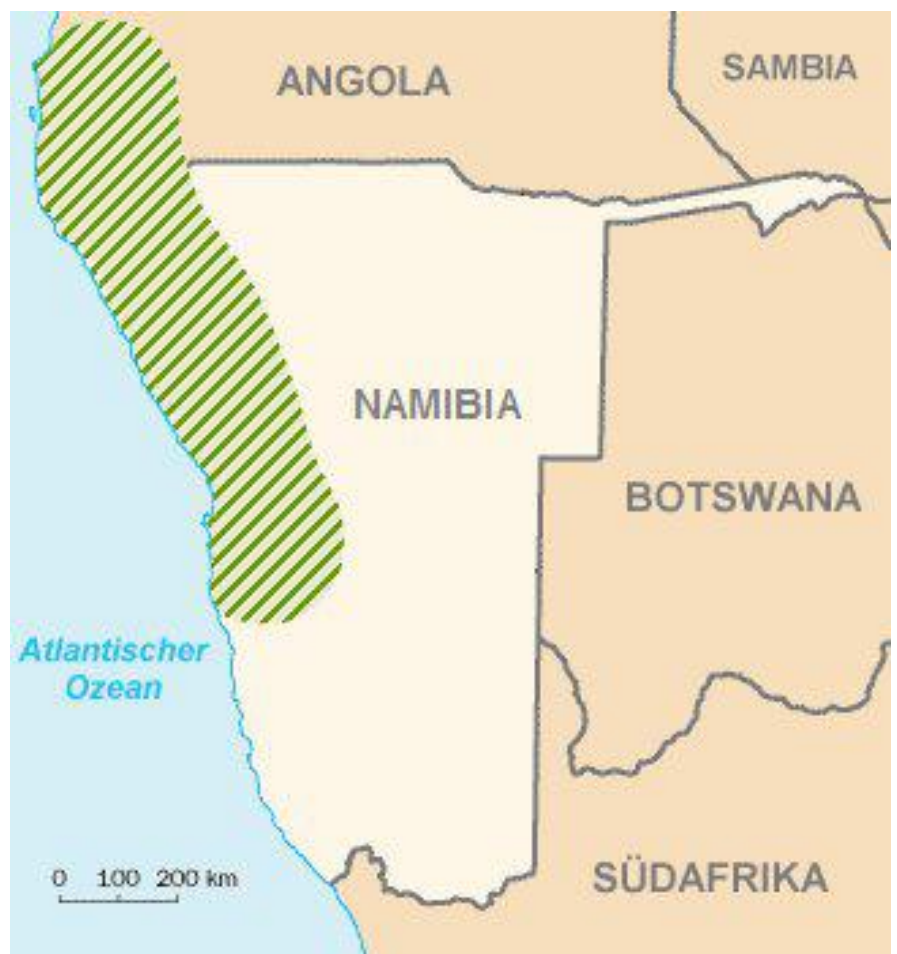 ANGOLA
SAMBIA
NAMIBIA
BOTSWANA
Atlantischer
Ozean
0 100 200 km
SÜDAFRIKA